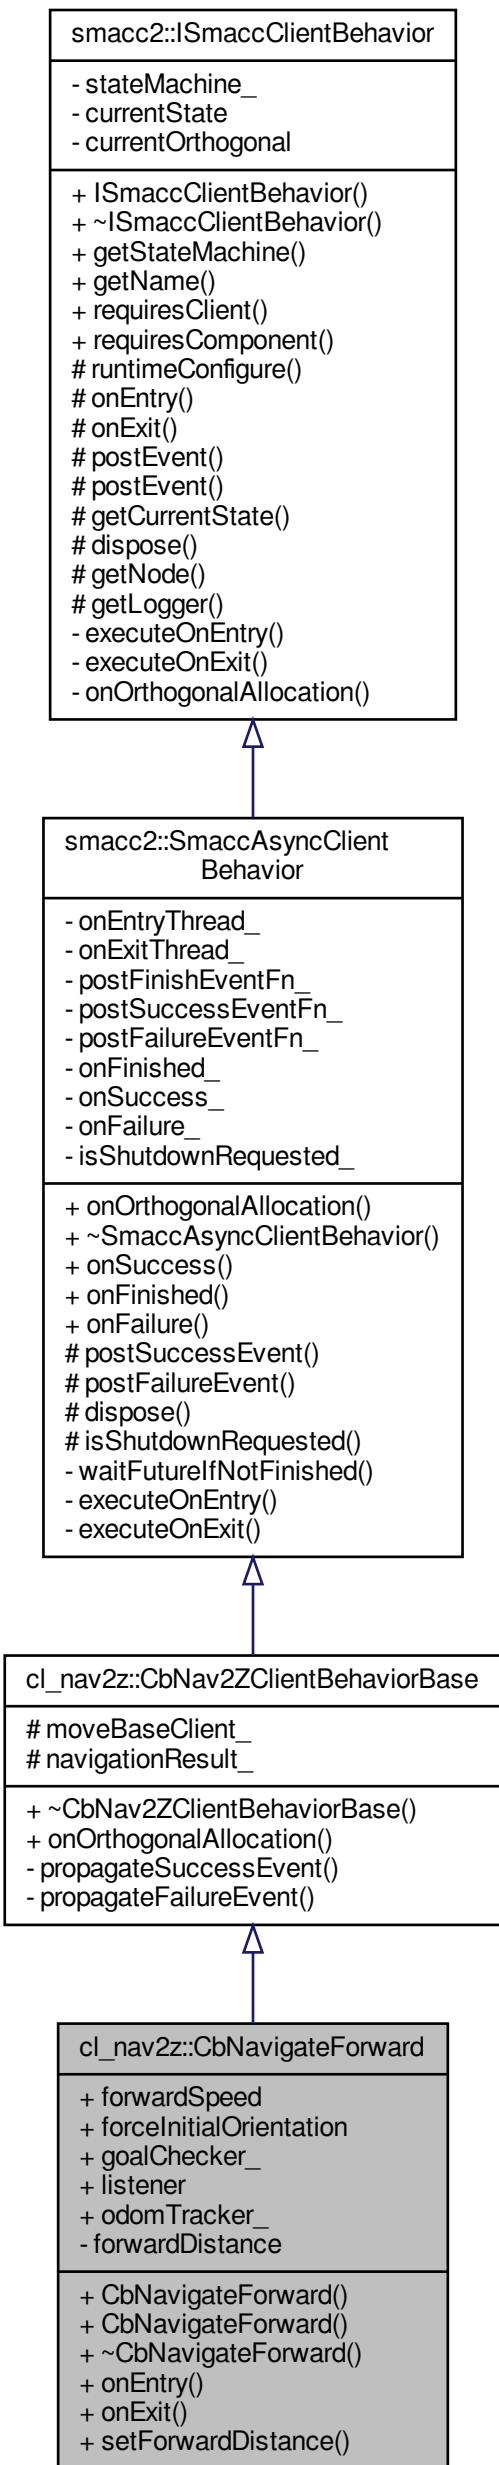 smacc2::ISmaccClientBehavior
- stateMachine_
- currentState
- currentOrthogonal
+ ISmaccClientBehavior()
+ ~ISmaccClientBehavior()
+ getStateMachine()
+ getName()
+ requiresClient()
+ requiresComponent()
# runtimeConfigure()
# onEntry()
# onExit()
# postEvent()
# postEvent()
# getCurrentState()
# dispose()
# getNode()
# getLogger()
- executeOnEntry()
- executeOnExit()
- onOrthogonalAllocation()
smacc2::SmaccAsyncClient
Behavior
- onEntryThread_
- onExitThread_
- postFinishEventFn_
- postSuccessEventFn_
- postFailureEventFn_
- onFinished_
- onSuccess_
- onFailure_
- isShutdownRequested_
+ onOrthogonalAllocation()
+ ~SmaccAsyncClientBehavior()
+ onSuccess()
+ onFinished()
+ onFailure()
# postSuccessEvent()
# postFailureEvent()
# dispose()
# isShutdownRequested()
- waitFutureIfNotFinished()
- executeOnEntry()
- executeOnExit()
cl_nav2z::CbNav2ZClientBehaviorBase
# moveBaseClient_
# navigationResult_
+ ~CbNav2ZClientBehaviorBase()
+ onOrthogonalAllocation()
- propagateSuccessEvent()
- propagateFailureEvent()
cl_nav2z::CbNavigateForward
+ forwardSpeed
+ forceInitialOrientation
+ goalChecker_
+ listener
+ odomTracker_
- forwardDistance
+ CbNavigateForward()
+ CbNavigateForward()
+ ~CbNavigateForward()
+ onEntry()
+ onExit()
+ setForwardDistance()